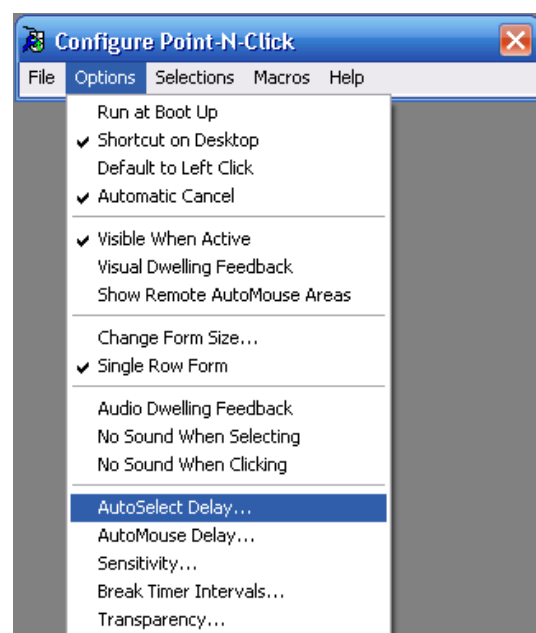 Configure Point-N-Click
File Options Selections Macros Help
Run at Boot Up
Shortcut on Desktop
Default to Left Click
Automatic Cancel
Visible When Active
Visual Dwelling Feedback
Show Remote AutoMouse Areas
Change Form Size...
Single Row Form
Audio Dwelling Feedback
No Sound When Selecting
No Sound When Clicking
AutoSelect Delay...
AutoMouse Delay...
Sensitivity...
Break Timer Intervals...
Transparency...